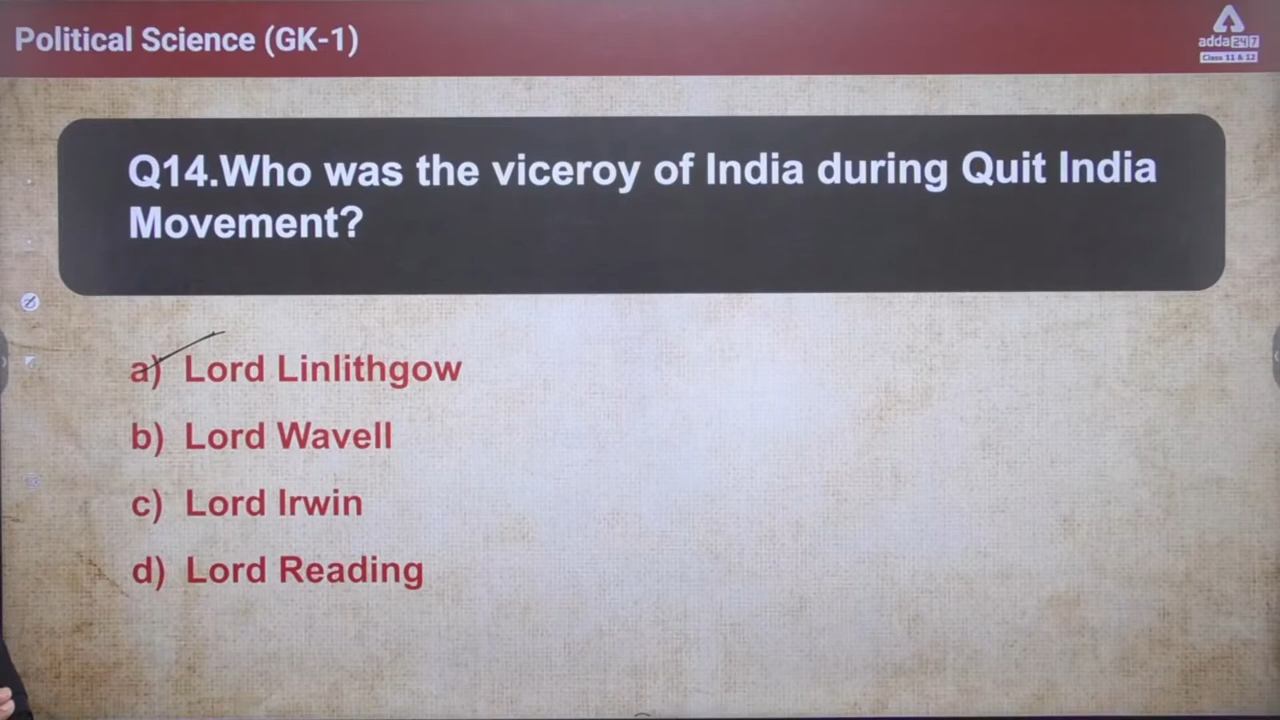 Political Science (GK-1)
adda247
Class 11 & 12
Q14.Who was the viceroy of India during Quit India
Movement?
a) Lord Linlithgow
b) Lord Wavell
c) Lord Irwin
d) Lord Reading